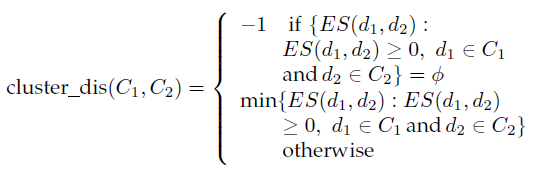 −1 if {ES(d₁, d₂) :
ES(d₁, d₂) ≥ 0, d₁ ∈ C₁
and d₂ ∈ C₂} = ϕ
cluster_dis(C₁, C₂) = {
min{ES(d₁, d₂) : ES(d₁, d₂)
≥ 0, d₁ ∈ C₁ and d₂ ∈ C₂}
otherwise